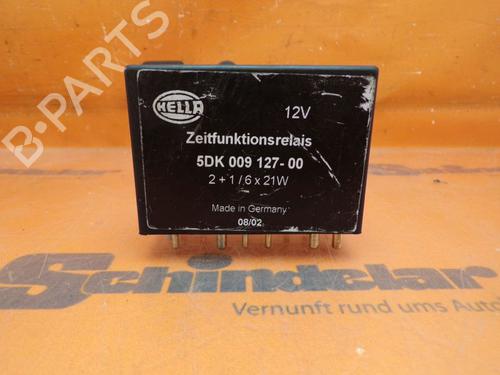 HELLA
12V
Zeitfunktionsrelais
5DK 009 127- 00
2 + 1 / 6 x 21W
Made in Germany
08/02
Schindelar
Vernunft rund ums Auto
B-PARTS